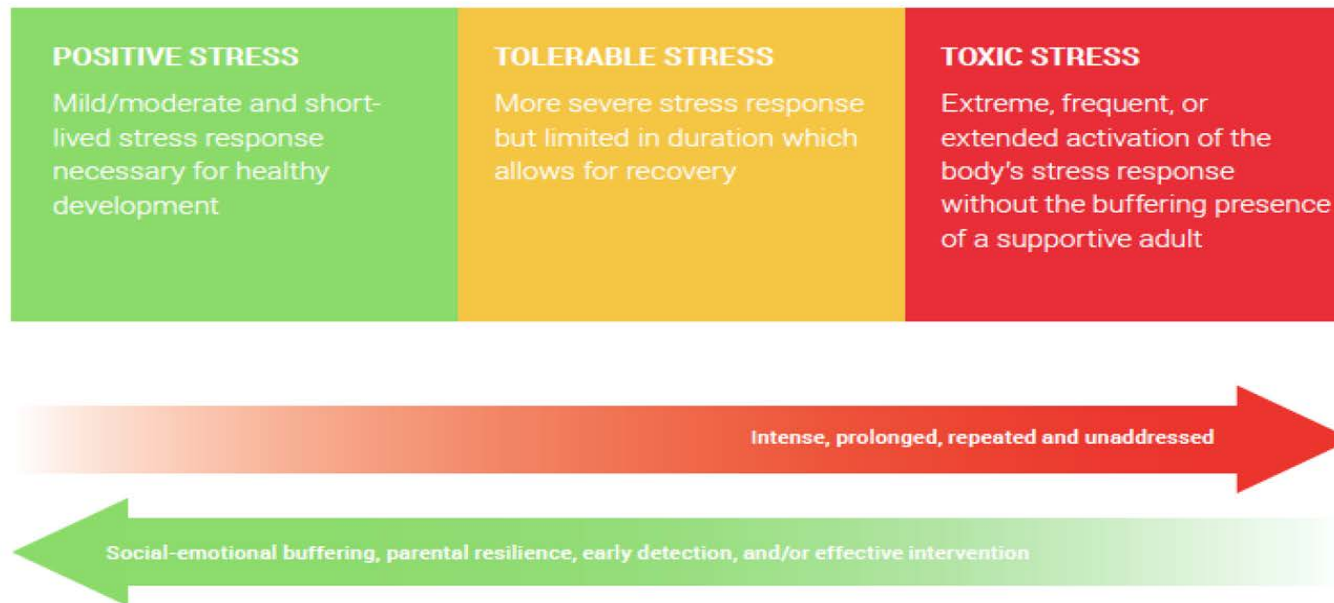 POSITIVE STRESS
Mild/moderate and short-
lived stress response
necessary for healthy
development
TOLERABLE STRESS
More severe stress response
but limited in duration which
allows for recovery
TOXIC STRESS
Extreme, frequent, or
extended activation of the
body's stress response
without the buffering presence
of a supportive adult
Intense, prolonged, repeated and unaddressed
Social-emotional buffering, parental resilience, early detection, and/or effective intervention